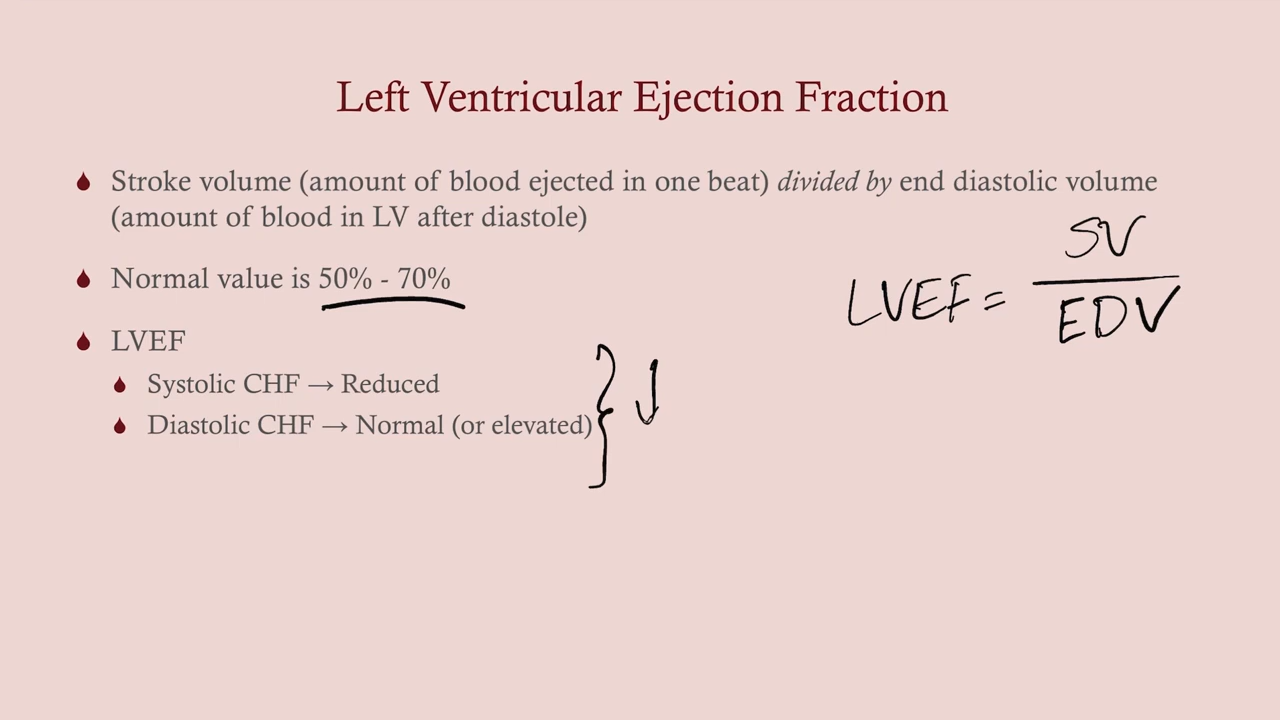 Left Ventricular Ejection Fraction
Stroke volume (amount of blood ejected in one beat) divided by end diastolic volume
(amount of blood in LV after diastole)
Normal value is 50% - 70%
LVEF = SV / EDV
LVEF
Systolic CHF → Reduced
Diastolic CHF → Normal (or elevated) } ↓